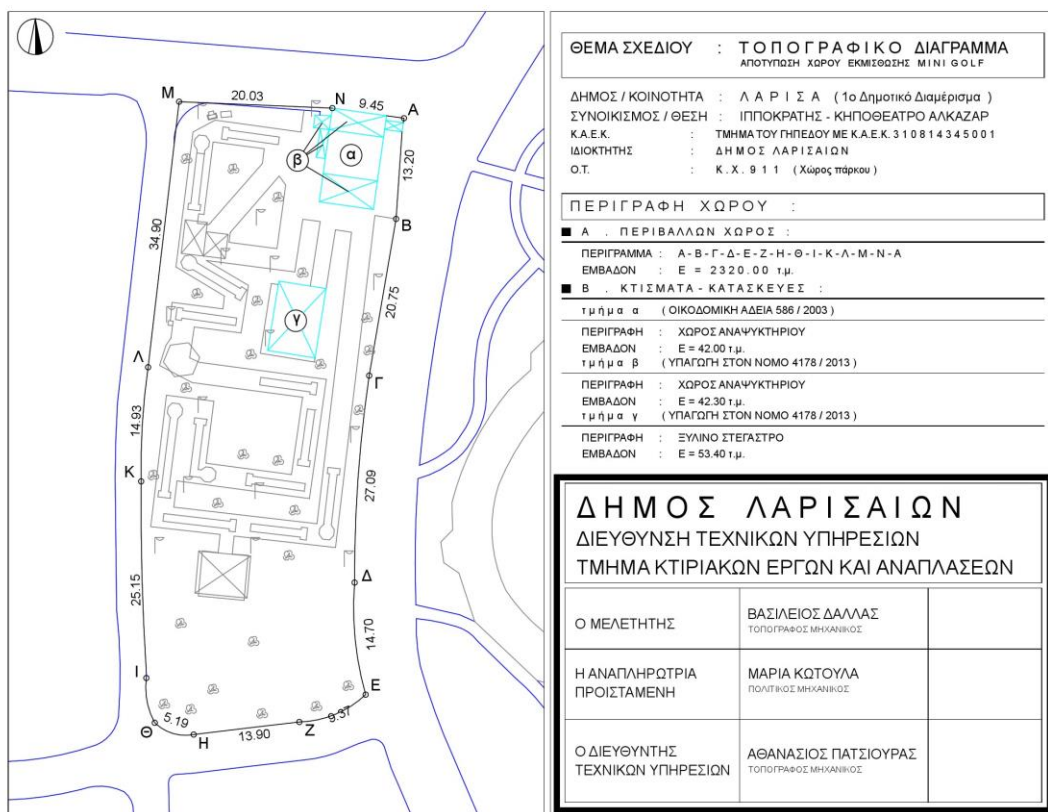 Μ
20.03
Ν
9.45
Α
β
α
13.20
Β
34.90
20.75
γ
Λ
Γ
14.93
27.09
Κ
25.15
Δ
14.70
Ι
Ε
9.37
Θ
5.19
Η
13.90
Ζ
ΘΕΜΑ ΣΧΕΔΙΟΥ : ΤΟΠΟΓΡΑΦΙΚΟ ΔΙΑΓΡΑΜΜΑ
ΑΠΟΤΥΠΩΣΗ ΧΩΡΟΥ ΕΚΜΙΣΘΩΣΗΣ MINI GOLF
ΔΗΜΟΣ / ΚΟΙΝΟΤΗΤΑ : ΛΑΡΙΣΑ (1ο Δημοτικό Διαμέρισμα )
ΣΥΝΟΙΚΙΣΜΟΣ / ΘΕΣΗ : ΙΠΠΟΚΡΑΤΗΣ - ΚΗΠΟΘΕΑΤΡΟ ΑΛΚΑΖΑΡ
Κ.Α.Ε.Κ. : ΤΜΗΜΑ ΤΟΥ ΓΗΠΕΔΟΥ ΜΕ Κ.Α.Ε.Κ. 310814345001
ΙΔΙΟΚΤΗΤΗΣ : ΔΗΜΟΣ ΛΑΡΙΣΑΙΩΝ
Ο.Τ. : Κ.Χ. 911 (Χώρος πάρκου )
ΠΕΡΙΓΡΑΦΗ ΧΩΡΟΥ :
Α . ΠΕΡΙΒΑΛΛΩΝ ΧΩΡΟΣ :
ΠΕΡΙΓΡΑΜΜΑ : Α-Β-Γ-Δ-Ε-Ζ-Η-Θ-Ι-Κ-Λ-Μ-Ν-Α
ΕΜΒΑΔΟΝ : Ε = 2320.00 τ.μ.
Β . ΚΤΙΣΜΑΤΑ - ΚΑΤΑΣΚΕΥΕΣ :
τμήμα α (ΟΙΚΟΔΟΜΙΚΗ ΑΔΕΙΑ 586 / 2003 )
ΠΕΡΙΓΡΑΦΗ : ΧΩΡΟΣ ΑΝΑΨΥΚΤΗΡΙΟΥ
ΕΜΒΑΔΟΝ : Ε = 42.00 τ.μ.
τμήμα β (ΥΠΑΓΩΓΗ ΣΤΟΝ ΝΟΜΟ 4178 / 2013 )
ΠΕΡΙΓΡΑΦΗ : ΧΩΡΟΣ ΑΝΑΨΥΚΤΗΡΙΟΥ
ΕΜΒΑΔΟΝ : Ε = 42.30 τ.μ.
τμήμα γ (ΥΠΑΓΩΓΗ ΣΤΟΝ ΝΟΜΟ 4178 / 2013 )
ΠΕΡΙΓΡΑΦΗ : ΞΥΛΙΝΟ ΣΤΕΓΑΣΤΡΟ
ΕΜΒΑΔΟΝ : Ε = 53.40 τ.μ.
ΔΗΜΟΣ ΛΑΡΙΣΑΙΩΝ
ΔΙΕΥΘΥΝΣΗ ΤΕΧΝΙΚΩΝ ΥΠΗΡΕΣΙΩΝ
ΤΜΗΜΑ ΚΤΙΡΙΑΚΩΝ ΕΡΓΩΝ ΚΑΙ ΑΝΑΠΛΑΣΕΩΝ
Ο ΜΕΛΕΤΗΤΗΣ
ΒΑΣΙΛΕΙΟΣ ΔΑΛΛΑΣ
ΤΟΠΟΓΡΑΦΟΣ ΜΗΧΑΝΙΚΟΣ
Η ΑΝΑΠΛΗΡΩΤΡΙΑ
ΠΡΟΙΣΤΑΜΕΝΗ
ΜΑΡΙΑ ΚΩΤΟΥΛΑ
ΠΟΛΙΤΙΚΟΣ ΜΗΧΑΝΙΚΟΣ
Ο ΔΙΕΥΘΥΝΤΗΣ
ΤΕΧΝΙΚΩΝ ΥΠΗΡΕΣΙΩΝ
ΑΘΑΝΑΣΙΟΣ ΠΑΤΣΙΟΥΡΑΣ
ΤΟΠΟΓΡΑΦΟΣ ΜΗΧΑΝΙΚΟΣ